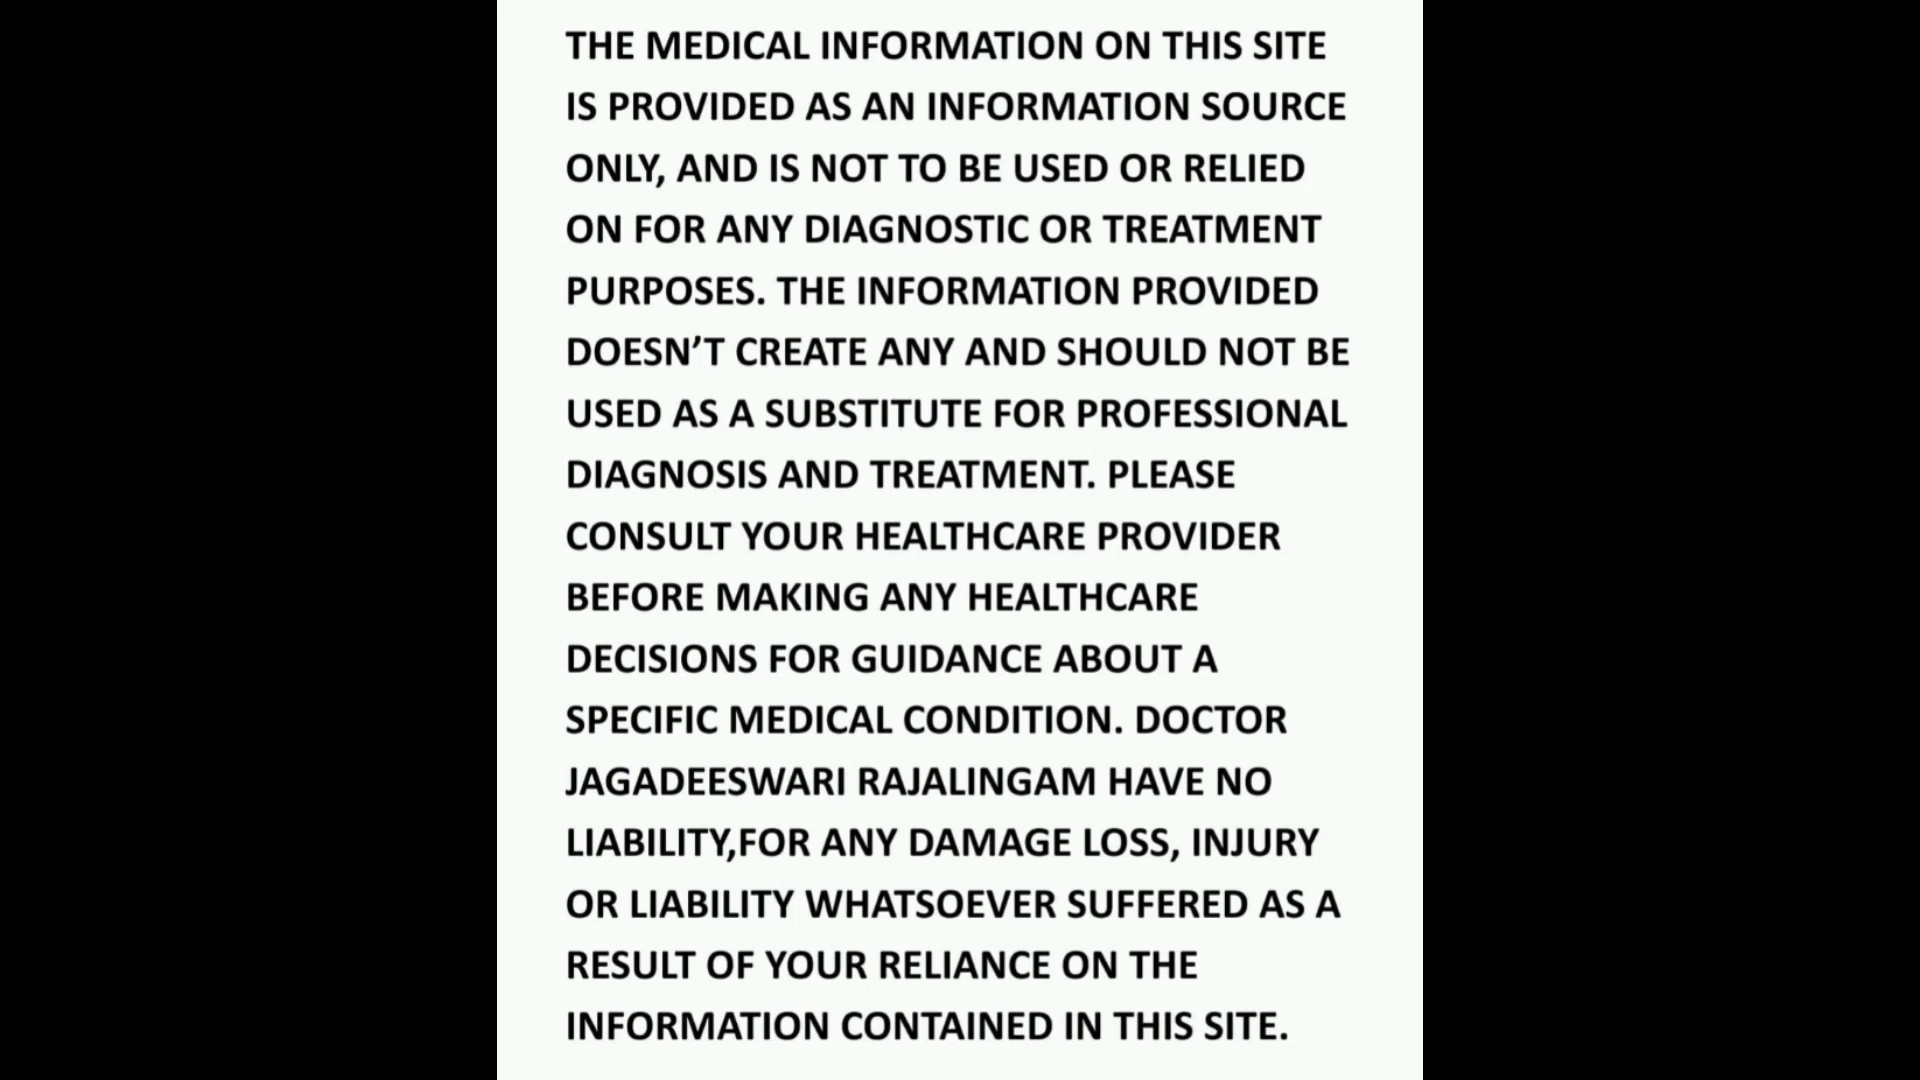 THE MEDICAL INFORMATION ON THIS SITE
IS PROVIDED AS AN INFORMATION SOURCE
ONLY, AND IS NOT TO BE USED OR RELIED
ON FOR ANY DIAGNOSTIC OR TREATMENT
PURPOSES. THE INFORMATION PROVIDED
DOESN’T CREATE ANY AND SHOULD NOT BE
USED AS A SUBSTITUTE FOR PROFESSIONAL
DIAGNOSIS AND TREATMENT. PLEASE
CONSULT YOUR HEALTHCARE PROVIDER
BEFORE MAKING ANY HEALTHCARE
DECISIONS FOR GUIDANCE ABOUT A
SPECIFIC MEDICAL CONDITION. DOCTOR
JAGADEESWARI RAJALINGAM HAVE NO
LIABILITY,FOR ANY DAMAGE LOSS, INJURY
OR LIABILITY WHATSOEVER SUFFERED AS A
RESULT OF YOUR RELIANCE ON THE
INFORMATION CONTAINED IN THIS SITE.